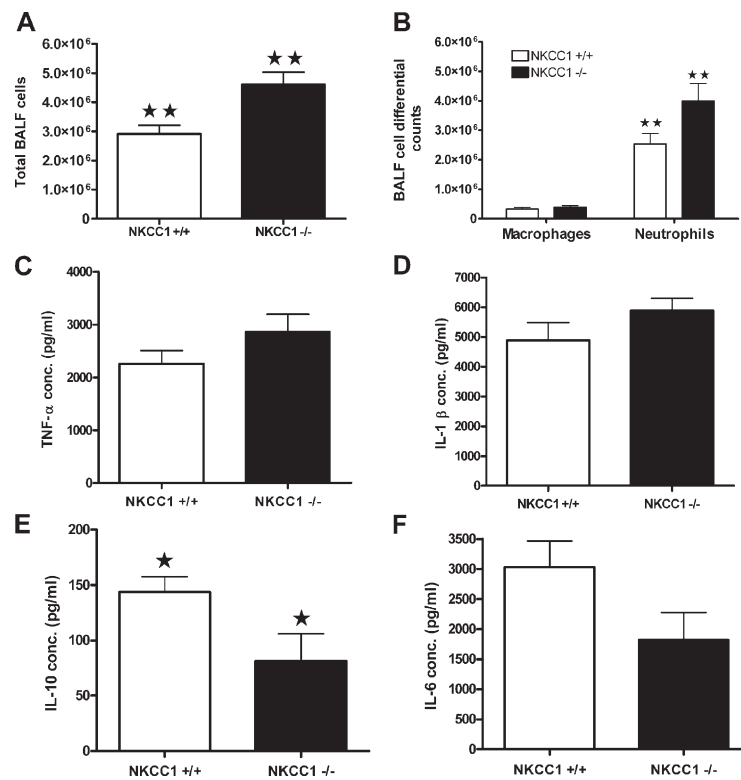 A
Total BALF cells
6.0×10⁶
5.0×10⁶
4.0×10⁶
3.0×10⁶
2.0×10⁶
1.0×10⁶
0
★★
★★
NKCC1 +/+
NKCC1 -/-
B
BALF cell differential
counts
6.0×10⁶
5.0×10⁶
4.0×10⁶
3.0×10⁶
2.0×10⁶
1.0×10⁶
0
NKCC1 +/+
NKCC1 -/-
★★
★★
Macrophages
Neutrophils
C
TNF-α conc. (pg/ml)
4000
3000
2000
1000
0
NKCC1 +/+
NKCC1 -/-
D
IL-1 β conc. (pg/ml)
7000
6000
5000
4000
3000
2000
1000
0
NKCC1 +/+
NKCC1 -/-
E
IL-10 conc. (pg/ml)
200
150
100
50
0
★
★
NKCC1 +/+
NKCC1 -/-
F
IL-6 conc. (pg/ml)
3500
3000
2500
2000
1500
1000
500
0
NKCC1 +/+
NKCC1 -/-